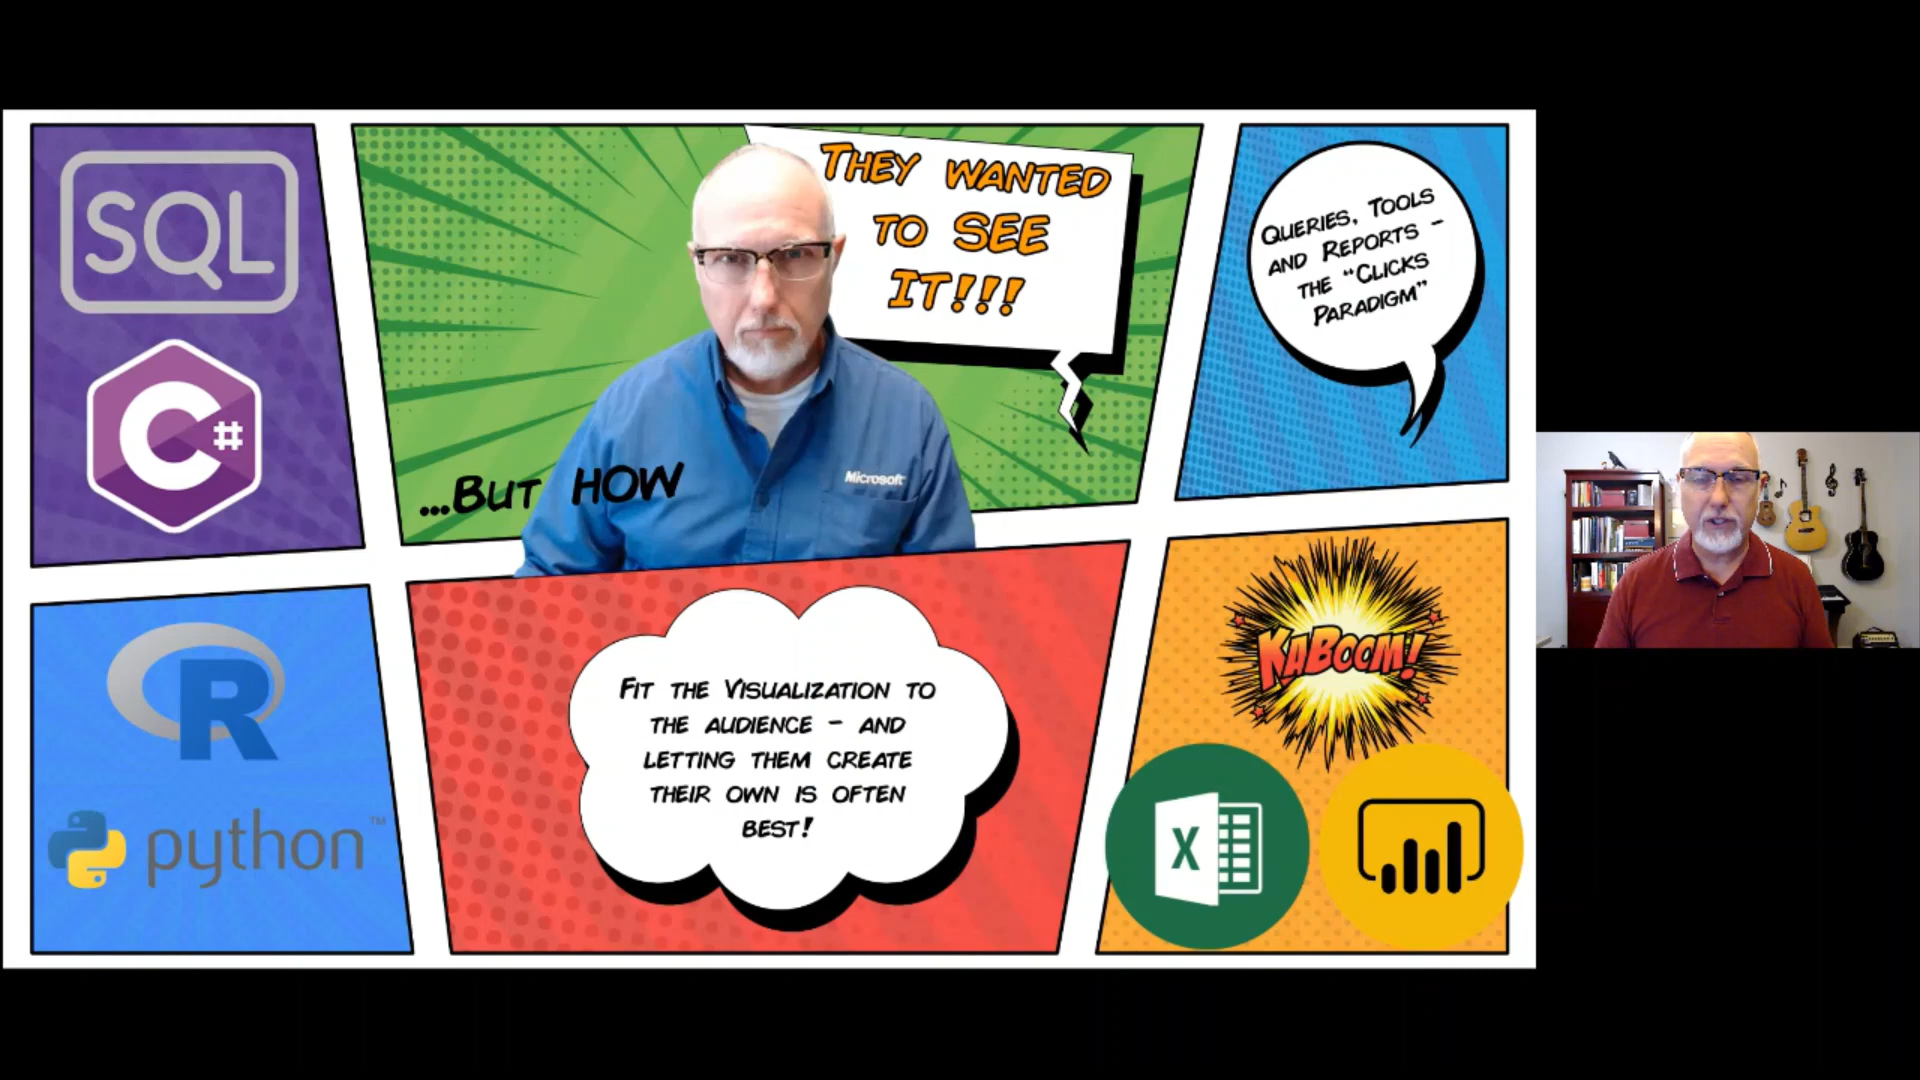 SQL
C#
THEY WANTED
TO SEE
IT!!!
...BUT HOW
Microsoft
QUERIES, TOOLS
AND REPORTS –
THE “CLICKS
PARADIGM”
R
python™
FIT THE VISUALIZATION TO
THE AUDIENCE – AND
LETTING THEM CREATE
THEIR OWN IS OFTEN
BEST!
KABOOM!
X